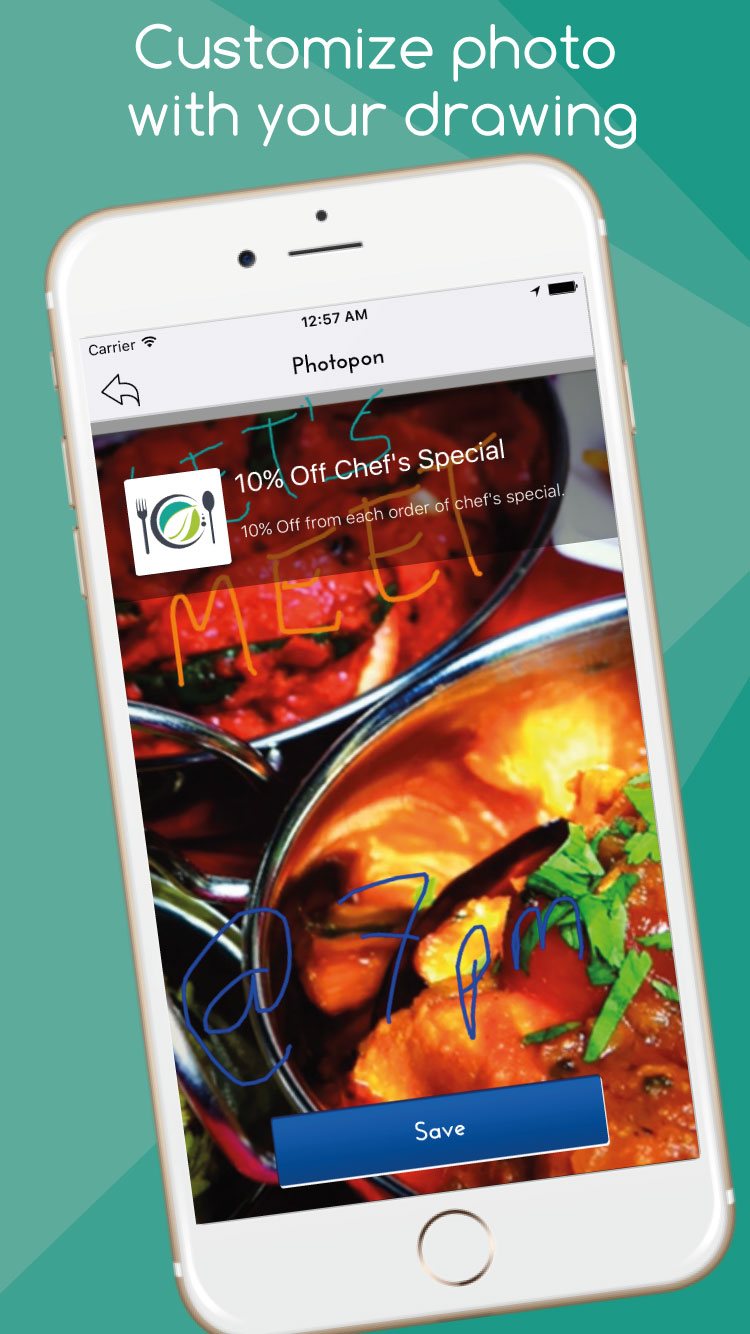 Customize photo
with your drawing
Carrier
12:57 AM
Photopon
LET'S
10% Off Chef's Special
10% Off from each order of chef's special.
MEET
@ 7pm
Save